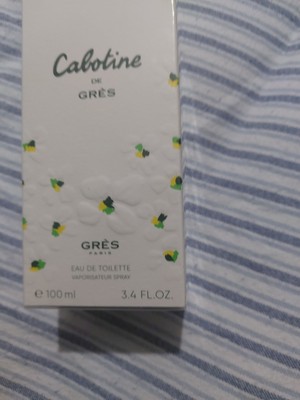 Cabotine
DE
GRÈS
GRÈS
PARIS
EAU DE TOILETTE
VAPORISATEUR SPRAY
℮ 100 ml 3.4 FL.OZ.